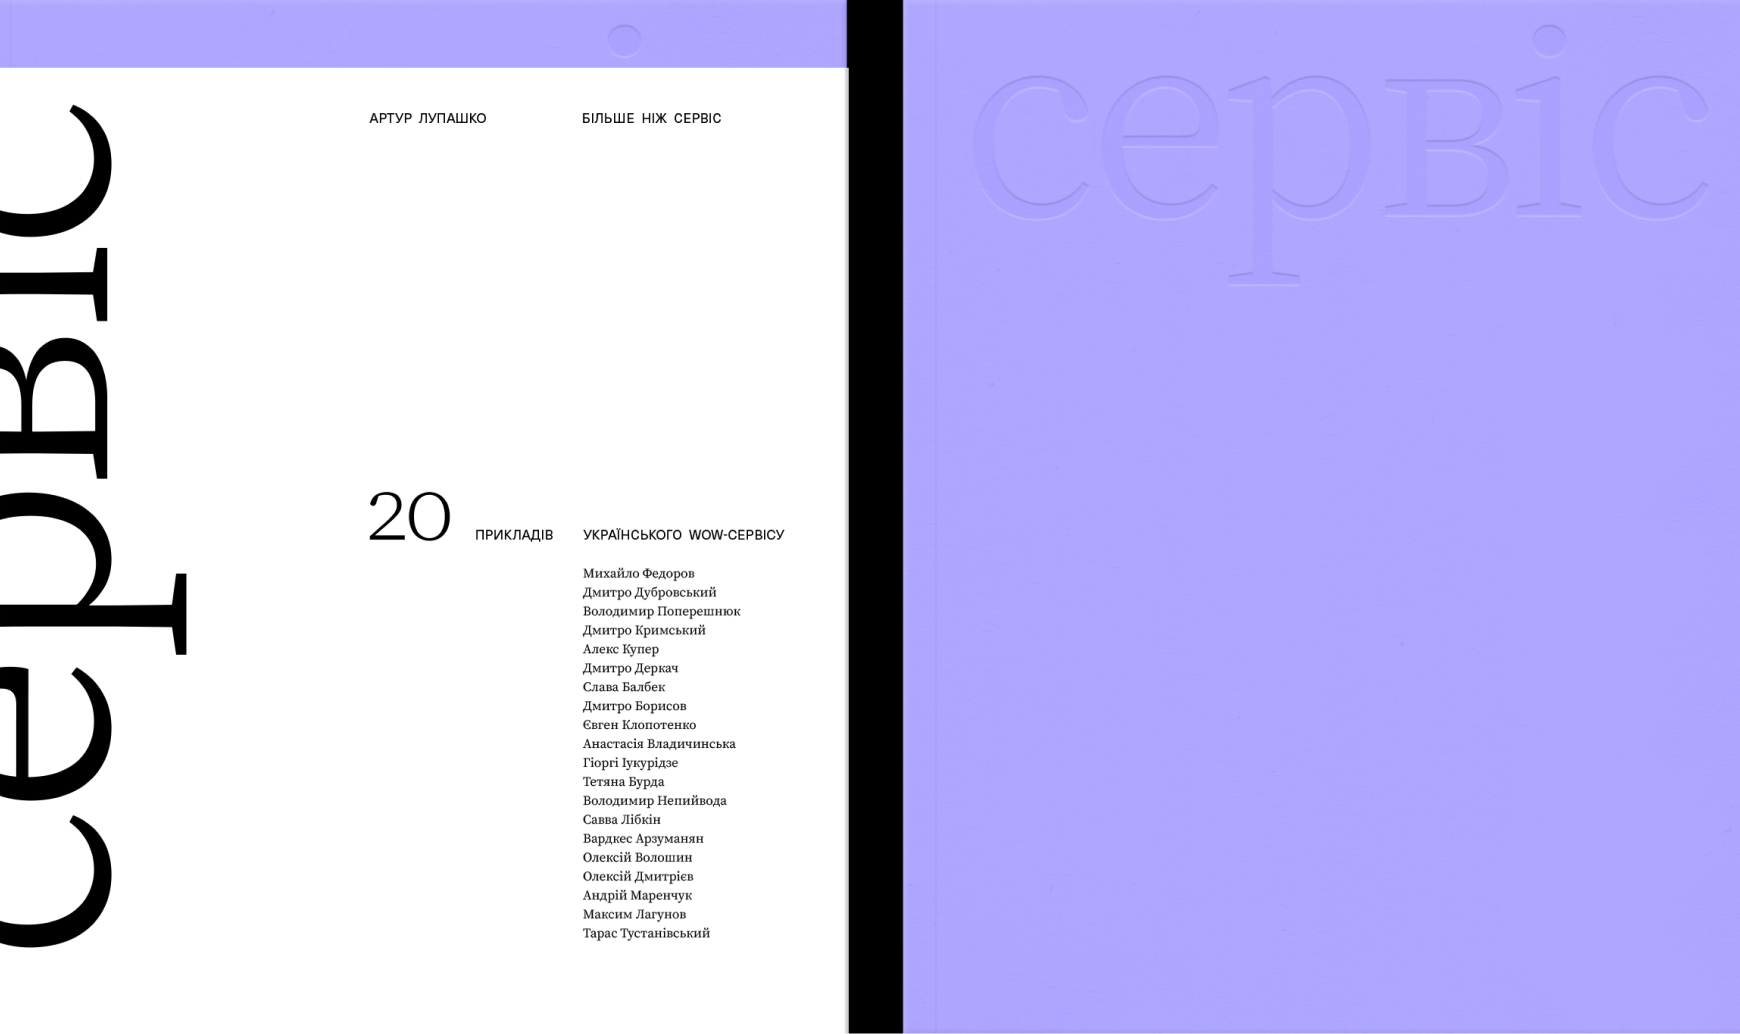 сервіс
АРТУР ЛУПАШКО
БІЛЬШЕ НІЖ СЕРВІС
20 ПРИКЛАДІВ УКРАЇНСЬКОГО WOW-СЕРВІСУ
Михайло Федоров
Дмитро Дубровський
Володимир Поперешнюк
Дмитро Кримський
Алекс Купер
Дмитро Деркач
Слава Балбек
Дмитро Борисов
Євген Клопотенко
Анастасія Владичинська
Гіоргі Іукурідзе
Тетяна Бурда
Володимир Непийвода
Савва Лібкін
Вардкес Арзуманян
Олексій Волошин
Олексій Дмитрієв
Андрій Маренчук
Максим Лагунов
Тарас Тустанівський
сервіс